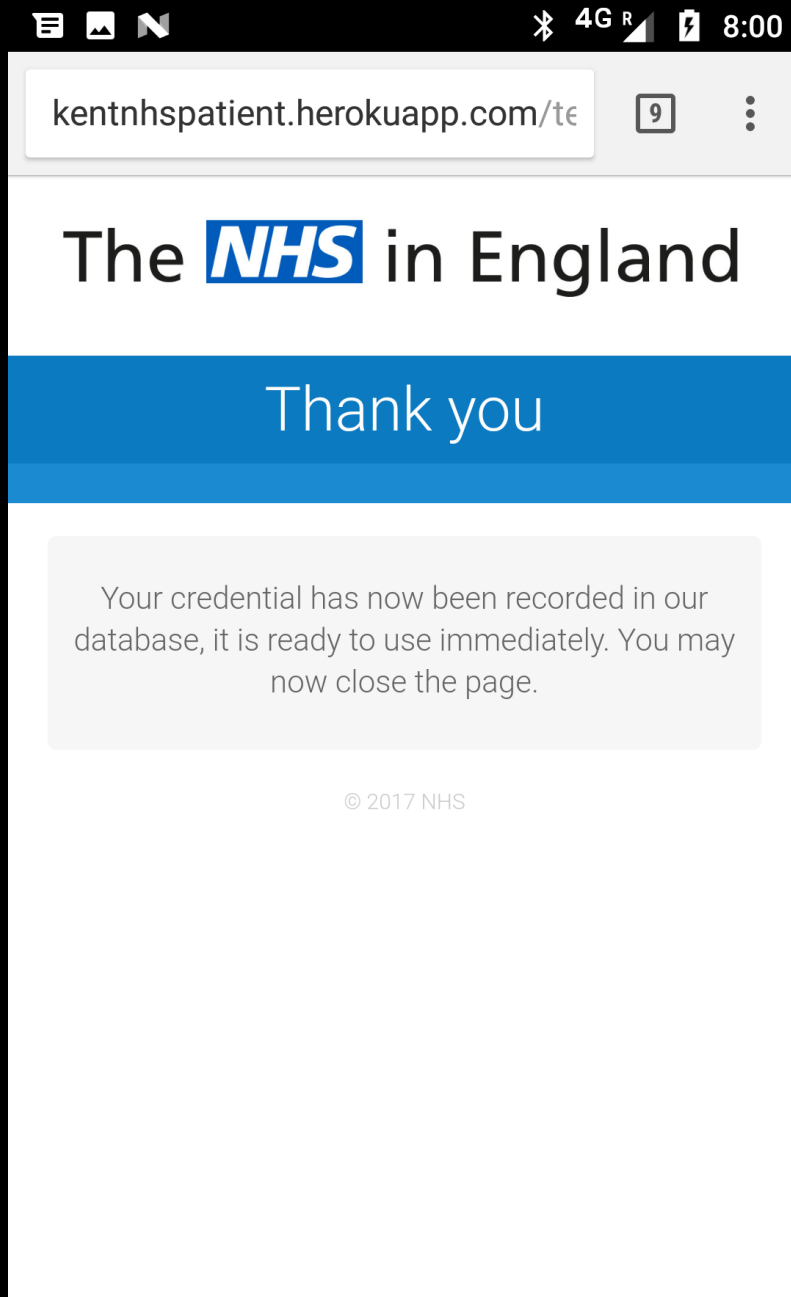 4G R 8:00
kentnhspatient.herokuapp.com/te
9
The NHS in England
Thank you
Your credential has now been recorded in our
database, it is ready to use immediately. You may
now close the page.
© 2017 NHS